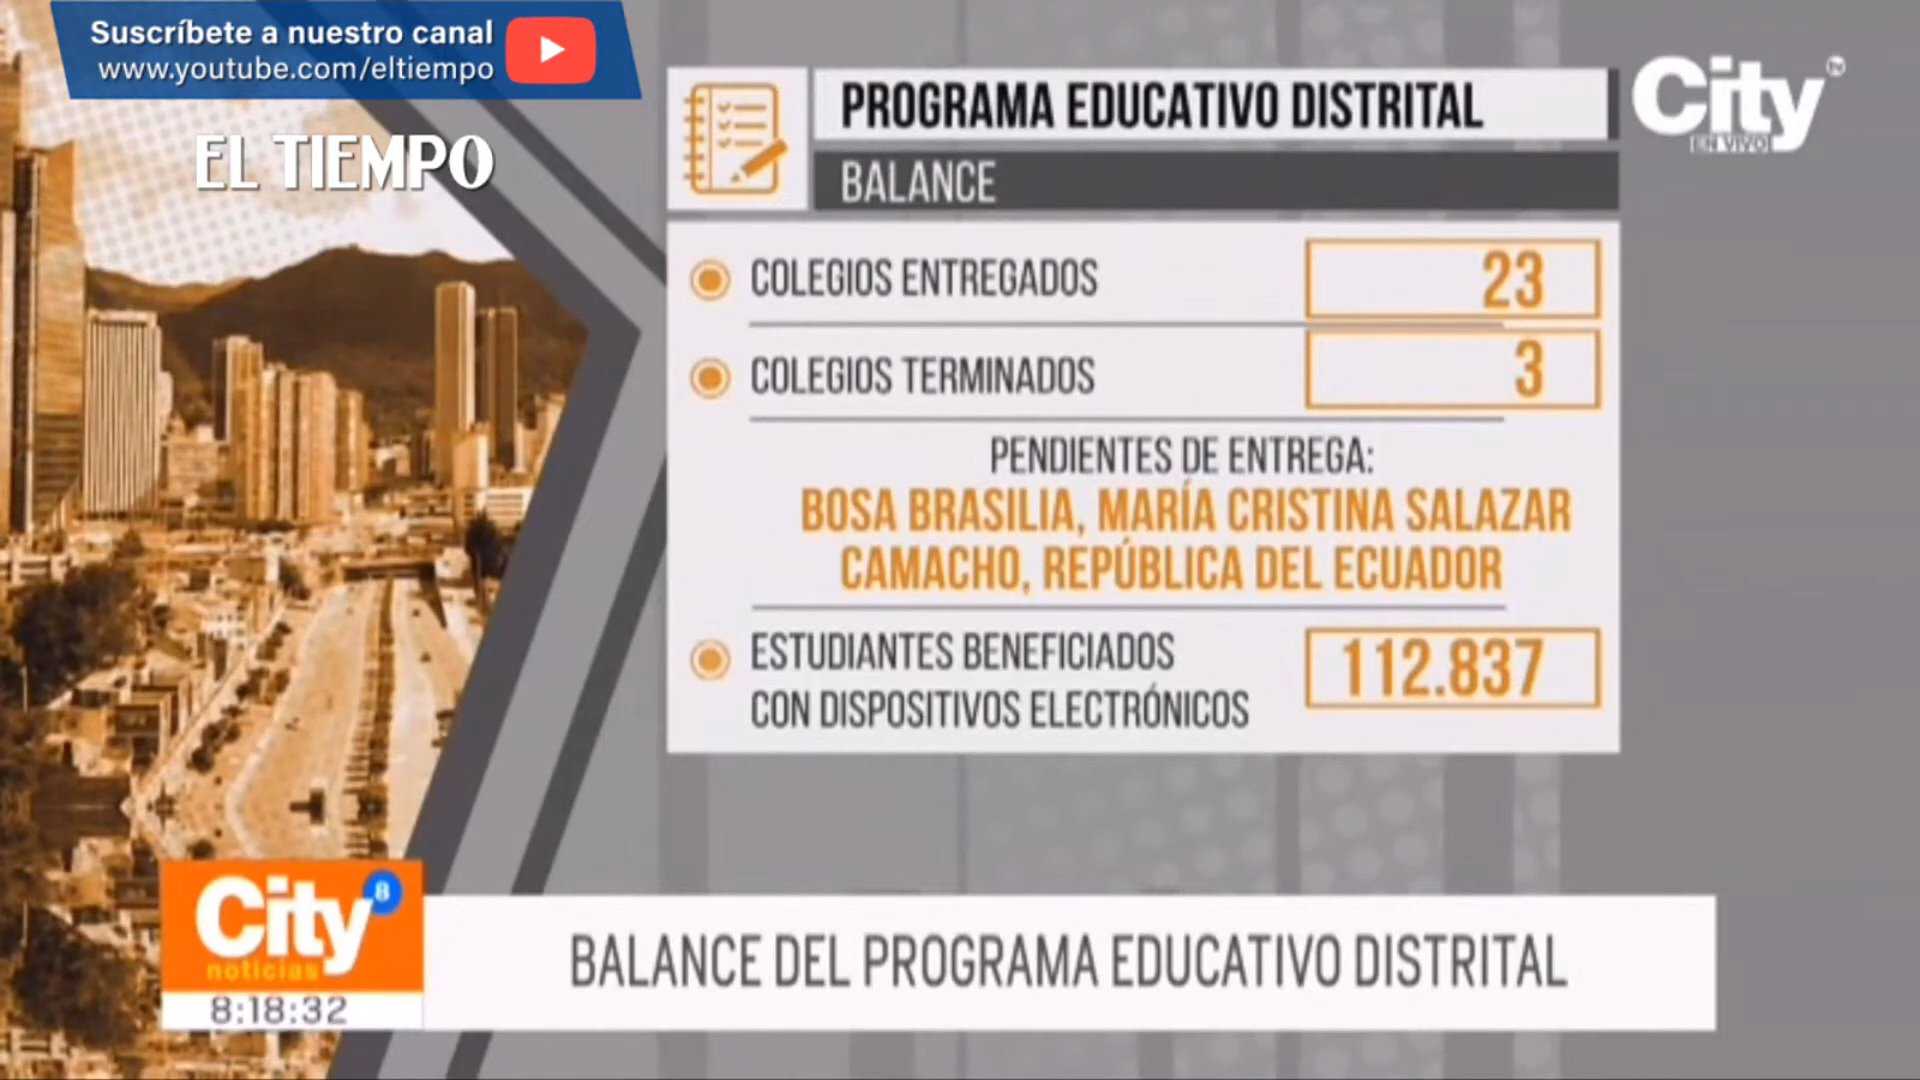 Suscríbete a nuestro canal
www.youtube.com/eltiempo
EL TIEMPO
City tv
EN VIVO
PROGRAMA EDUCATIVO DISTRITAL
BALANCE
COLEGIOS ENTREGADOS 23
COLEGIOS TERMINADOS 3
PENDIENTES DE ENTREGA:
BOSA BRASILIA, MARÍA CRISTINA SALAZAR
CAMACHO, REPÚBLICA DEL ECUADOR
ESTUDIANTES BENEFICIADOS
CON DISPOSITIVOS ELECTRÓNICOS 112.837
City 8
noticias
8:18:32
BALANCE DEL PROGRAMA EDUCATIVO DISTRITAL